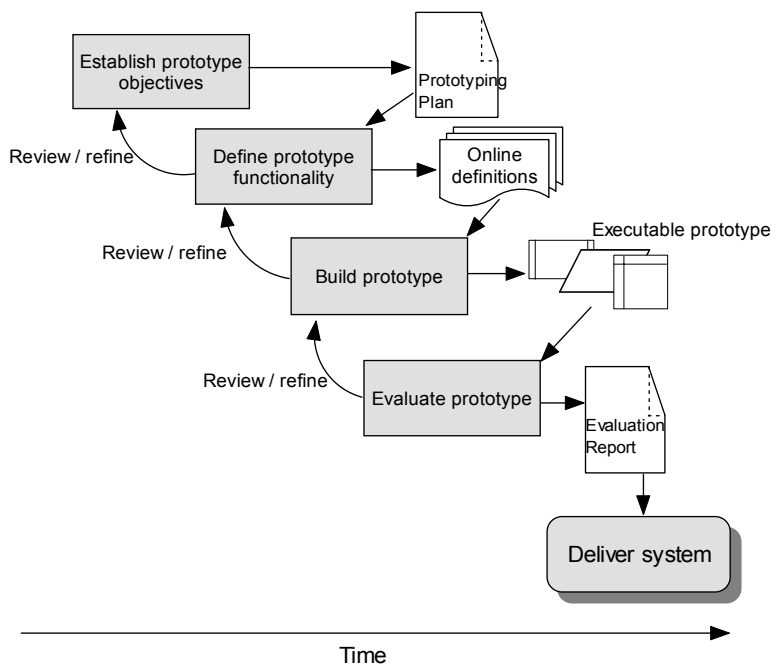 Establish prototype
objectives
Prototyping
Plan
Review / refine
Define prototype
functionality
Online
definitions
Review / refine
Build prototype
Executable prototype
Review / refine
Evaluate prototype
Evaluation
Report
Deliver system
Time